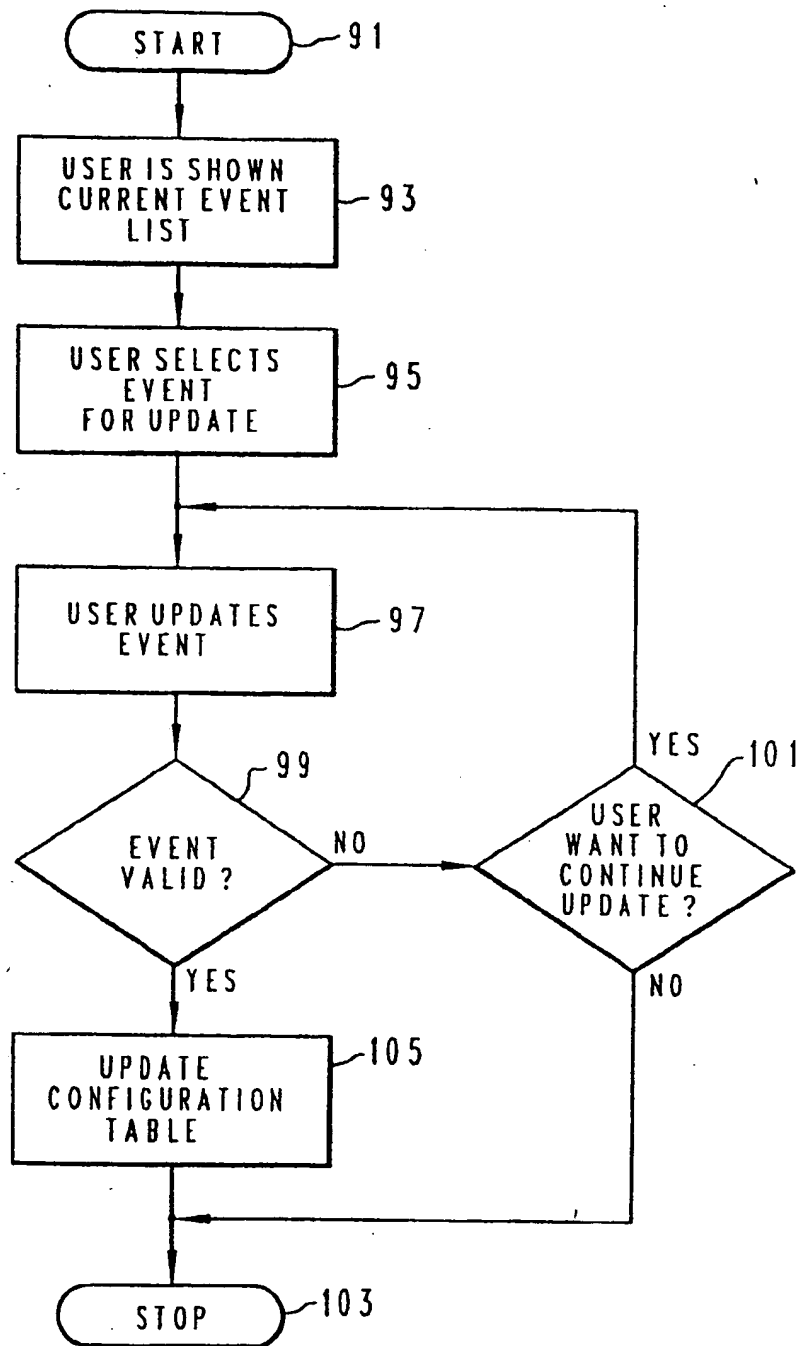 START
91
USER IS SHOWN
CURRENT EVENT
LIST
93
USER SELECTS
EVENT
FOR UPDATE
95
USER UPDATES
EVENT
97
99
EVENT
VALID ?
NO
YES
YES
101
USER
WANT TO
CONTINUE
UPDATE ?
NO
UPDATE
CONFIGURATION
TABLE
105
STOP
103